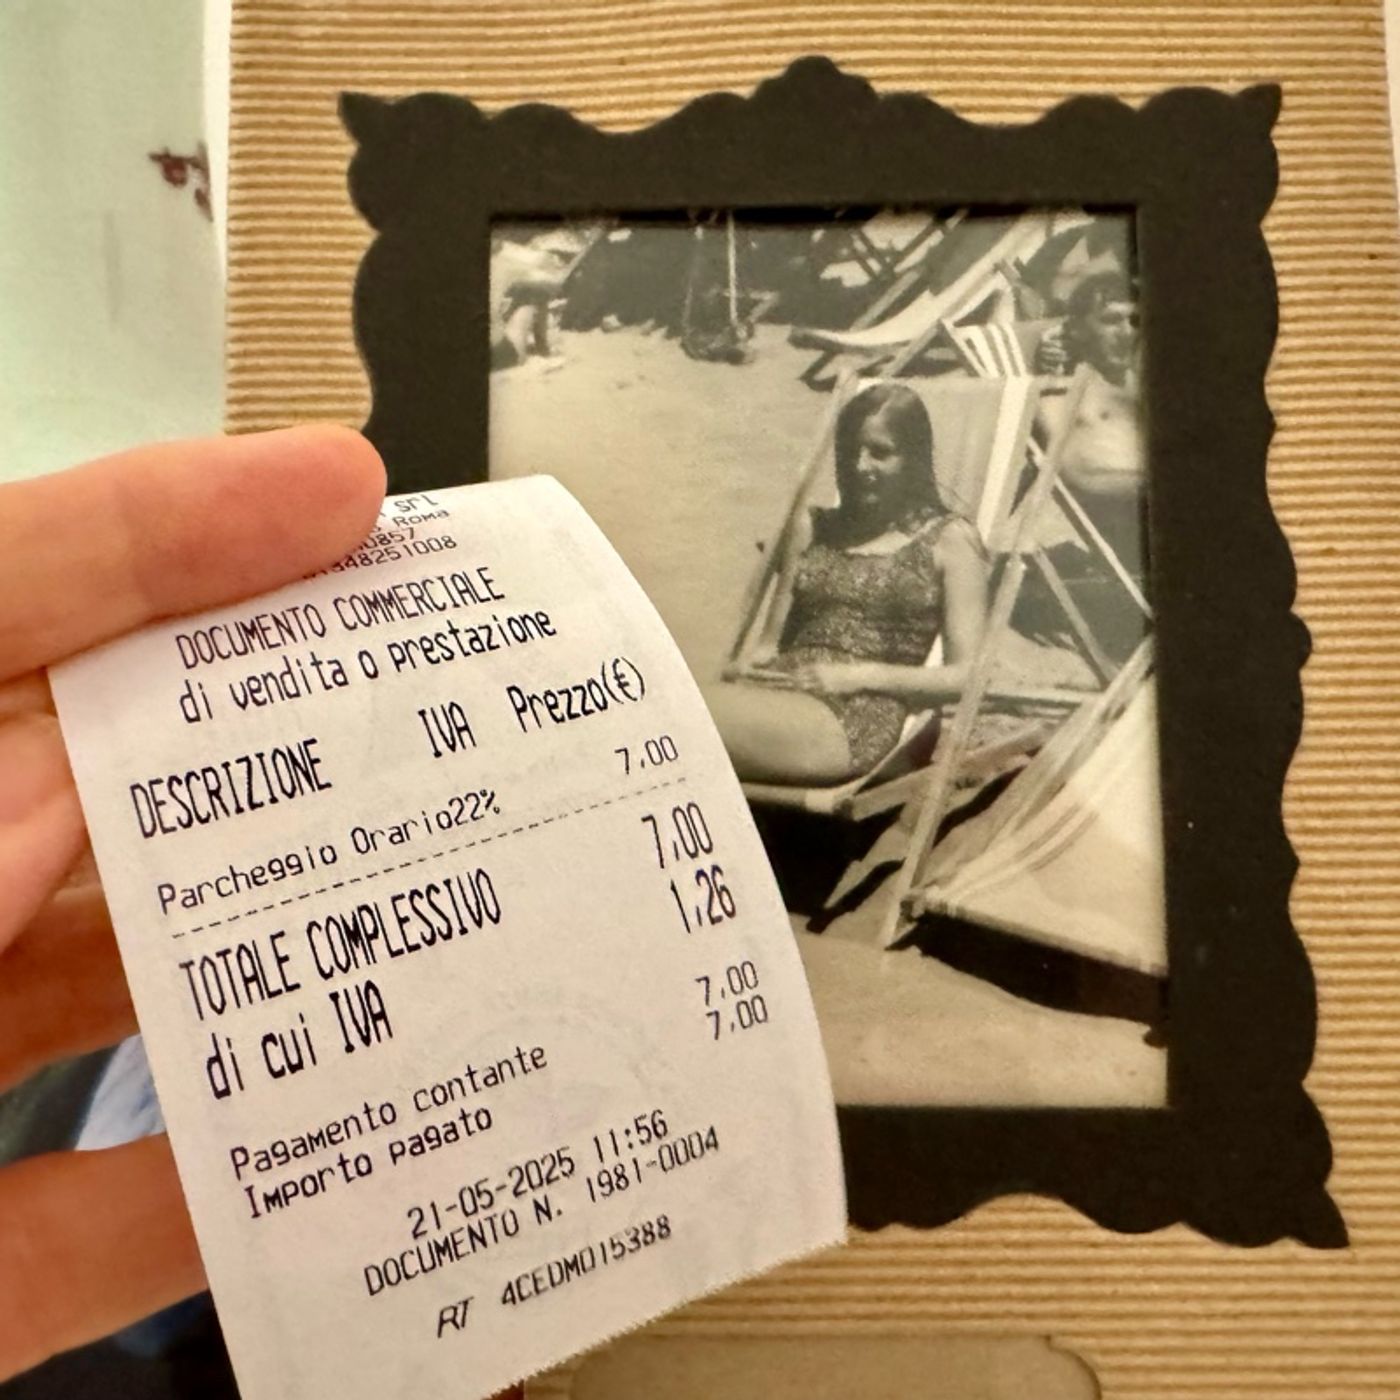 srl
Roma
0857
348251008
DOCUMENTO COMMERCIALE
di vendita o prestazione
DESCRIZIONE IVA Prezzo(€)
Parcheggio Orario22% 7,00
TOTALE COMPLESSIVO 7,00
di cui IVA 1,26
Pagamento contante 7,00
Importo pagato 7,00
21-05-2025 11:56
DOCUMENTO N. 1981-0004
RT 4CEDM015388